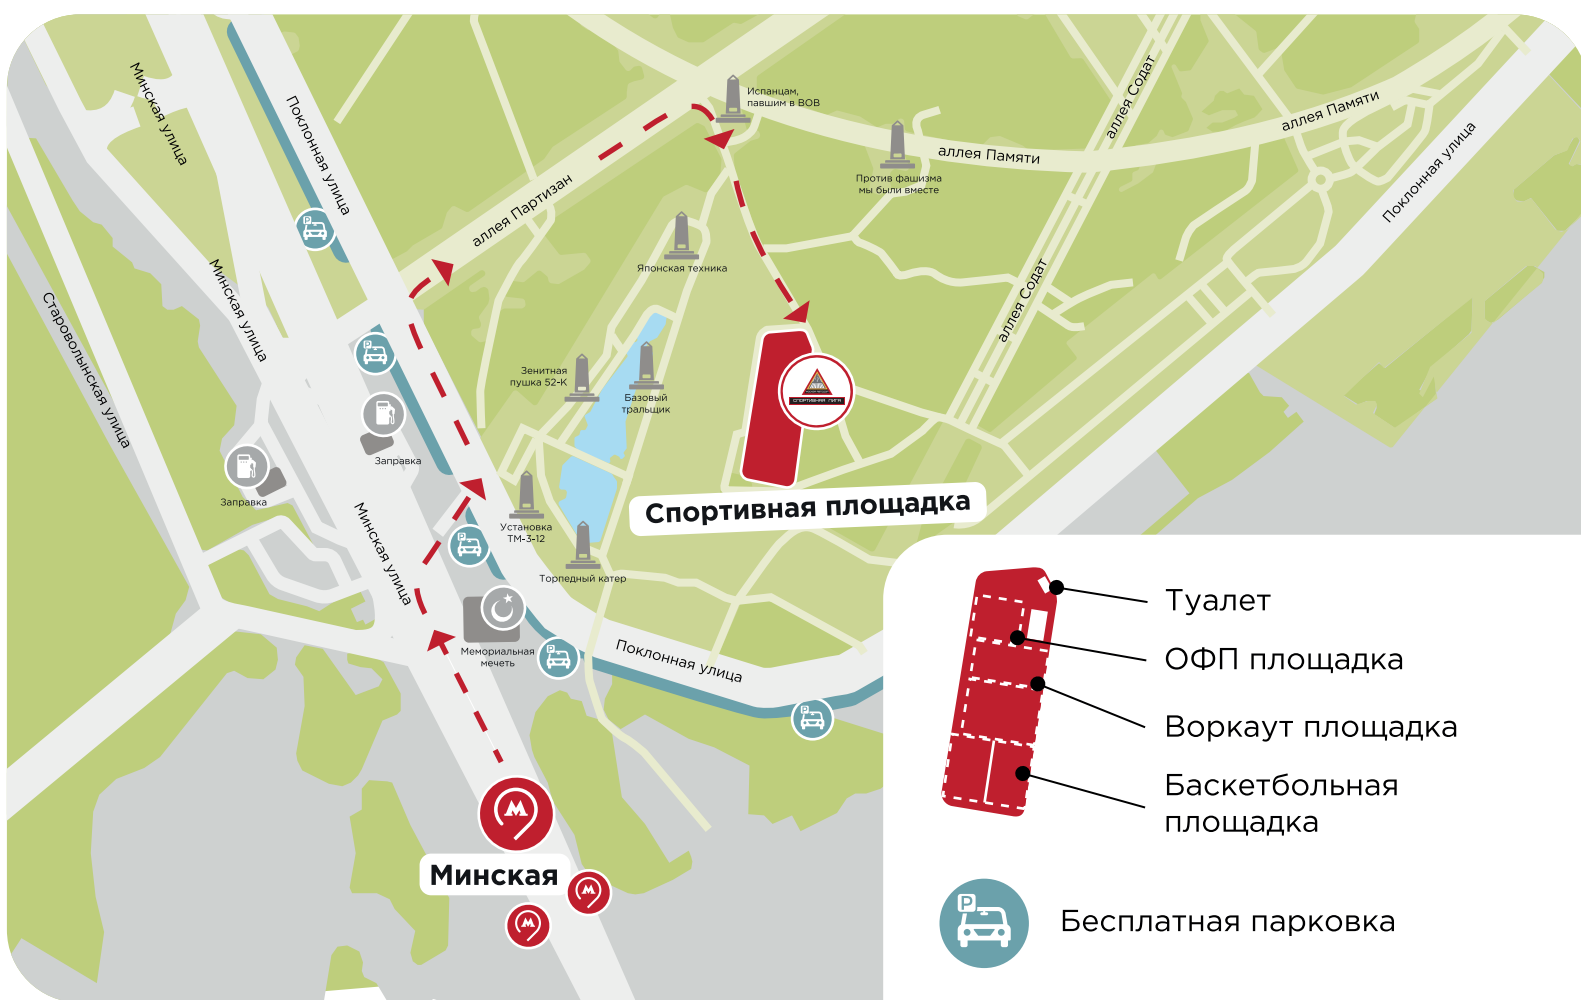 Минская улица
Поклонная улица
Испанцам,
павшим в ВОВ
аллея Содат
аллея Памяти
аллея Памяти
Поклонная улица
Против фашизма
мы были вместе
аллея Партизан
Минская улица
Японская техника
аллея Содат
Старовольінская улица
Зенитная
пушка 52-К
Базовый
тральщик
СПОРТИВНАЯ ЛИГА
Заправка
Заправка
P
P
P
P
P
Спортивная площадка
Минская улица
Установка
ТМ-3-12
Торпедный катер
Мемориальная
мечеть
Поклонная улица
М
Минская
М
М
Туалет
ОФП площадка
Воркаут площадка
Баскетбольная
площадка
P
Бесплатная парковка